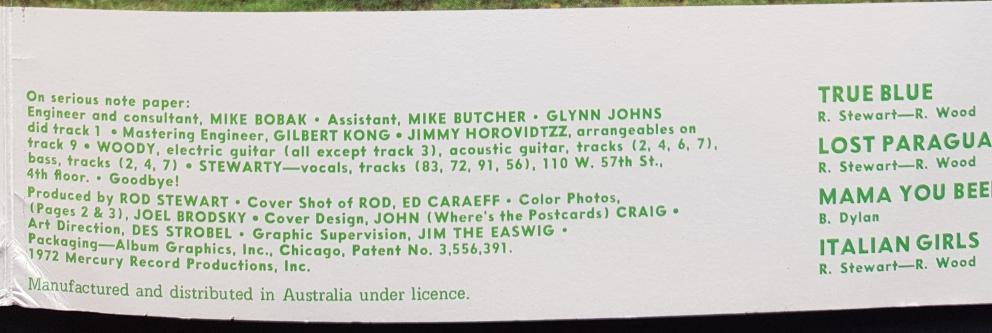 On serious note paper:
Engineer and consultant, MIKE BOBAK • Assistant, MIKE BUTCHER • GLYNN JOHNS
did track 1 • Mastering Engineer, GILBERT KONG • JIMMY HOROVIDTZZ, arrangeables on
track 9 • WOODY, electric guitar (all except track 3), acoustic guitar, tracks (2, 4, 6, 7),
bass, tracks (2, 4, 7) • STEWARTY—vocals, tracks (83, 72, 91, 56), 110 W. 57th St.,
4th floor. • Goodbye!
Produced by ROD STEWART • Cover Shot of ROD, ED CARAEFF • Color Photos,
(Pages 2 & 3), JOEL BRODSKY • Cover Design, JOHN (Where's the Postcards) CRAIG •
Art Direction, DES STROBEL • Graphic Supervision, JIM THE EASWIG •
Packaging—Album Graphics, Inc., Chicago, Patent No. 3,556,391.
1972 Mercury Record Productions, Inc.
Manufactured and distributed in Australia under licence.
TRUE BLUE
R. Stewart—R. Wood
LOST PARAGUA
R. Stewart—R. Wood
MAMA YOU BEE
B. Dylan
ITALIAN GIRLS
R. Stewart—R. Wood